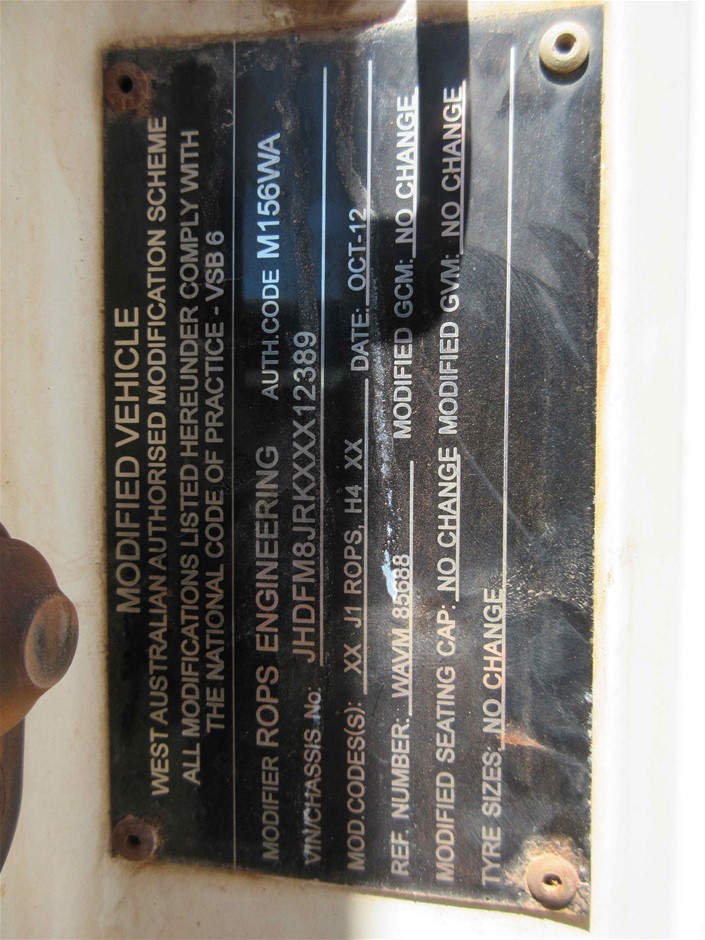 MODIFIED VEHICLE
WEST AUSTRALIAN AUTHORISED MODIFICATION SCHEME
ALL MODIFICATIONS LISTED HEREUNDER COMPLY WITH
THE NATIONAL CODE OF PRACTICE - VSB 6
MODIFIER ROPS ENGINEERING AUTH.CODE M156WA
VIN/CHASSIS. No: JHDFM8JRKXXX12389
MOD.CODES(s): XX J1 ROPS, H4 XX DATE: OCT-12
REF. NUMBER: WAVM 85688 MODIFIED GCM: NO CHANGE
MODIFIED SEATING CAP: NO CHANGE MODIFIED GVM: NO CHANGE
TYRE SIZES: NO CHANGE